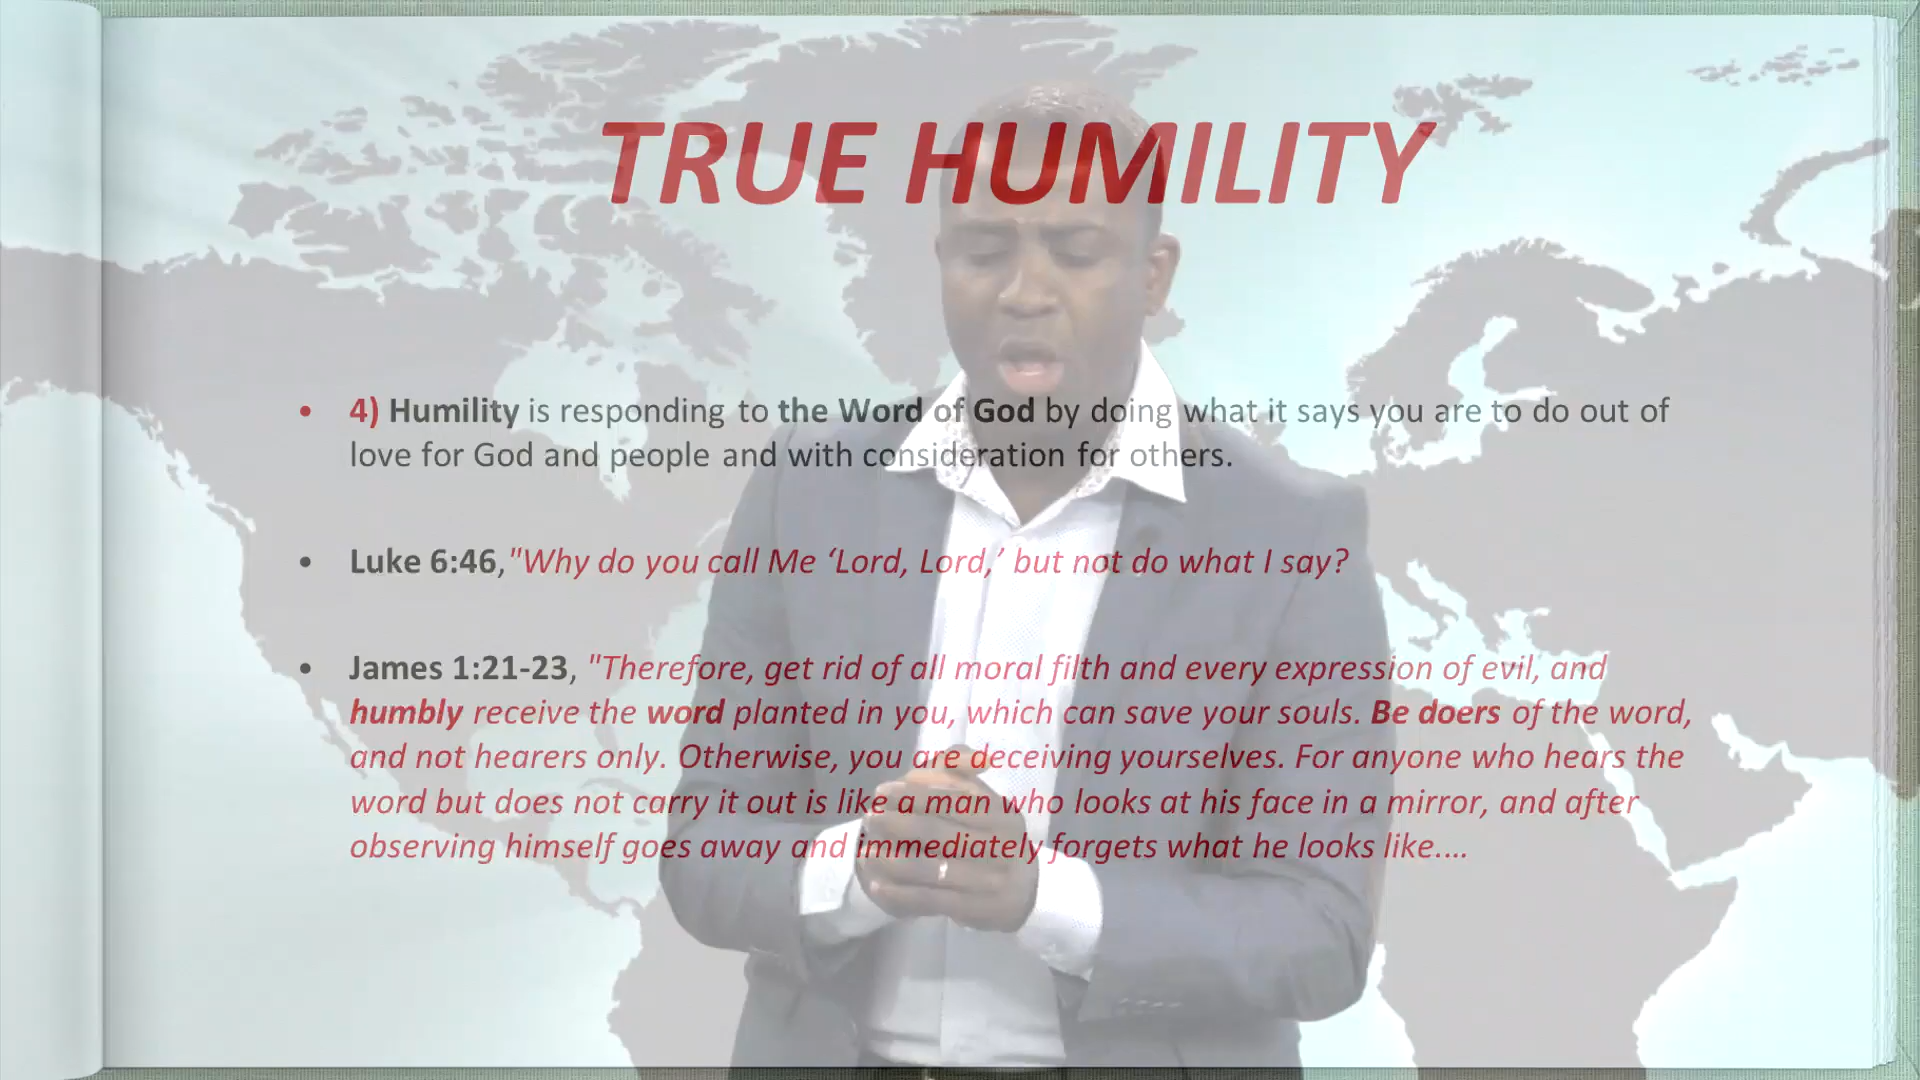 TRUE HUMILITY
• 4) Humility is responding to the Word of God by doing what it says you are to do out of
love for God and people and with consideration for others.
• Luke 6:46,"Why do you call Me ‘Lord, Lord,’ but not do what I say?
• James 1:21-23, "Therefore, get rid of all moral filth and every expression of evil, and
humbly receive the word planted in you, which can save your souls. Be doers of the word,
and not hearers only. Otherwise, you are deceiving yourselves. For anyone who hears the
word but does not carry it out is like a man who looks at his face in a mirror, and after
observing himself goes away and immediately forgets what he looks like....